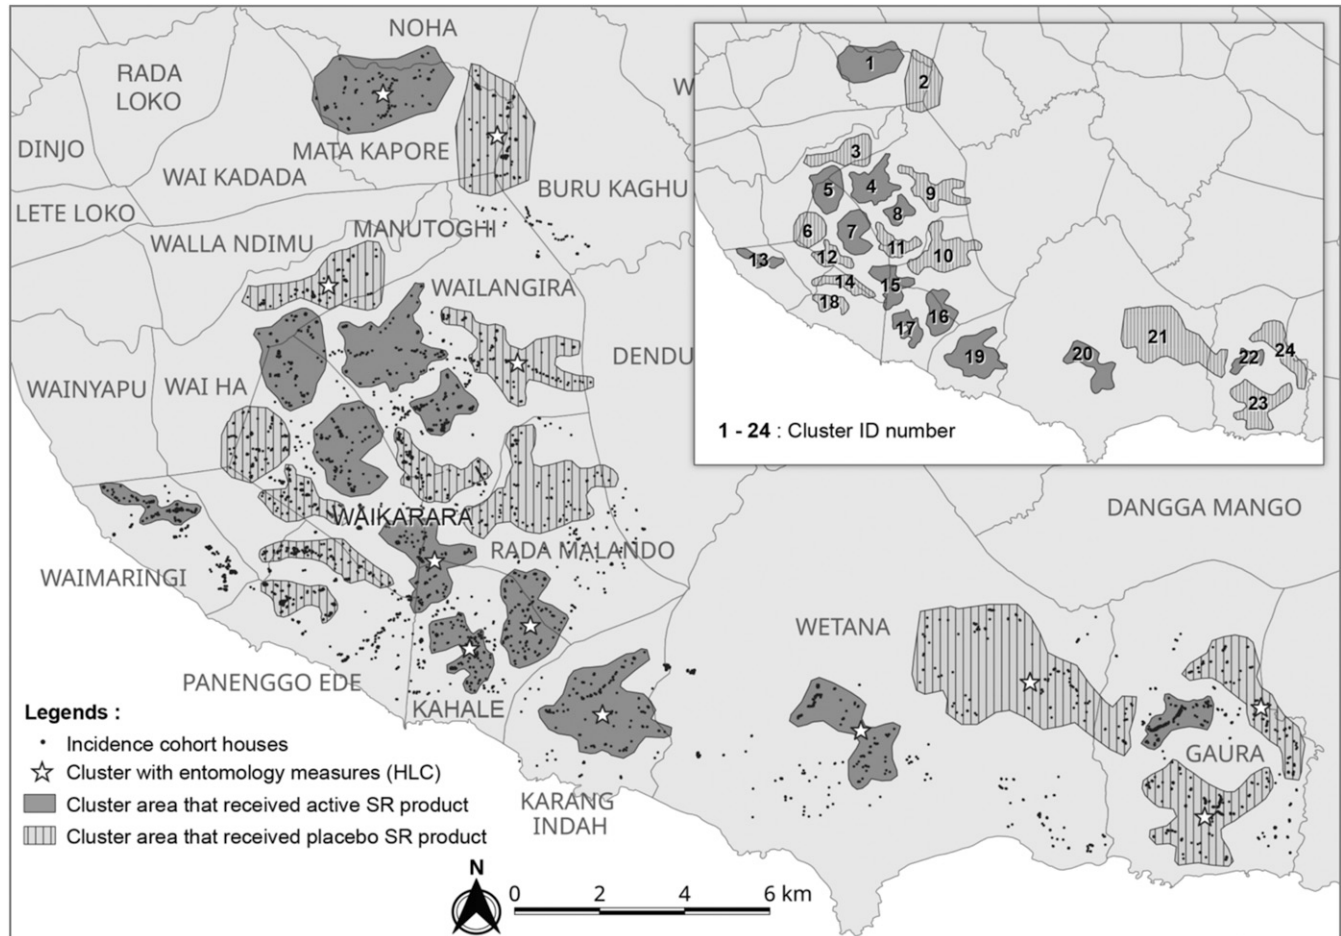 NOHA
RADA
LOKO
DINJO
MATA KAPORE
WAI KADADA
BURU KAGHU
LETE LOKO
MANUTOGHI
WALLA NDIMU
WAILANGIRA
DENDU
WAINYAPU
WAI HA
WAIKARARA
RADA MALANDO
DANGGA MANGO
WAIMARINGI
WETANA
PANENGGO EDE
KAHALE
GAURA
KARANG
INDAH
W
1
2
3
4
5
6
7
8
9
10
11
12
13
14
15
16
17
18
19
20
21
22
23
24
1 - 24 : Cluster ID number
Legends :
Incidence cohort houses
Cluster with entomology measures (HLC)
Cluster area that received active SR product
Cluster area that received placebo SR product
N
0 2 4 6 km